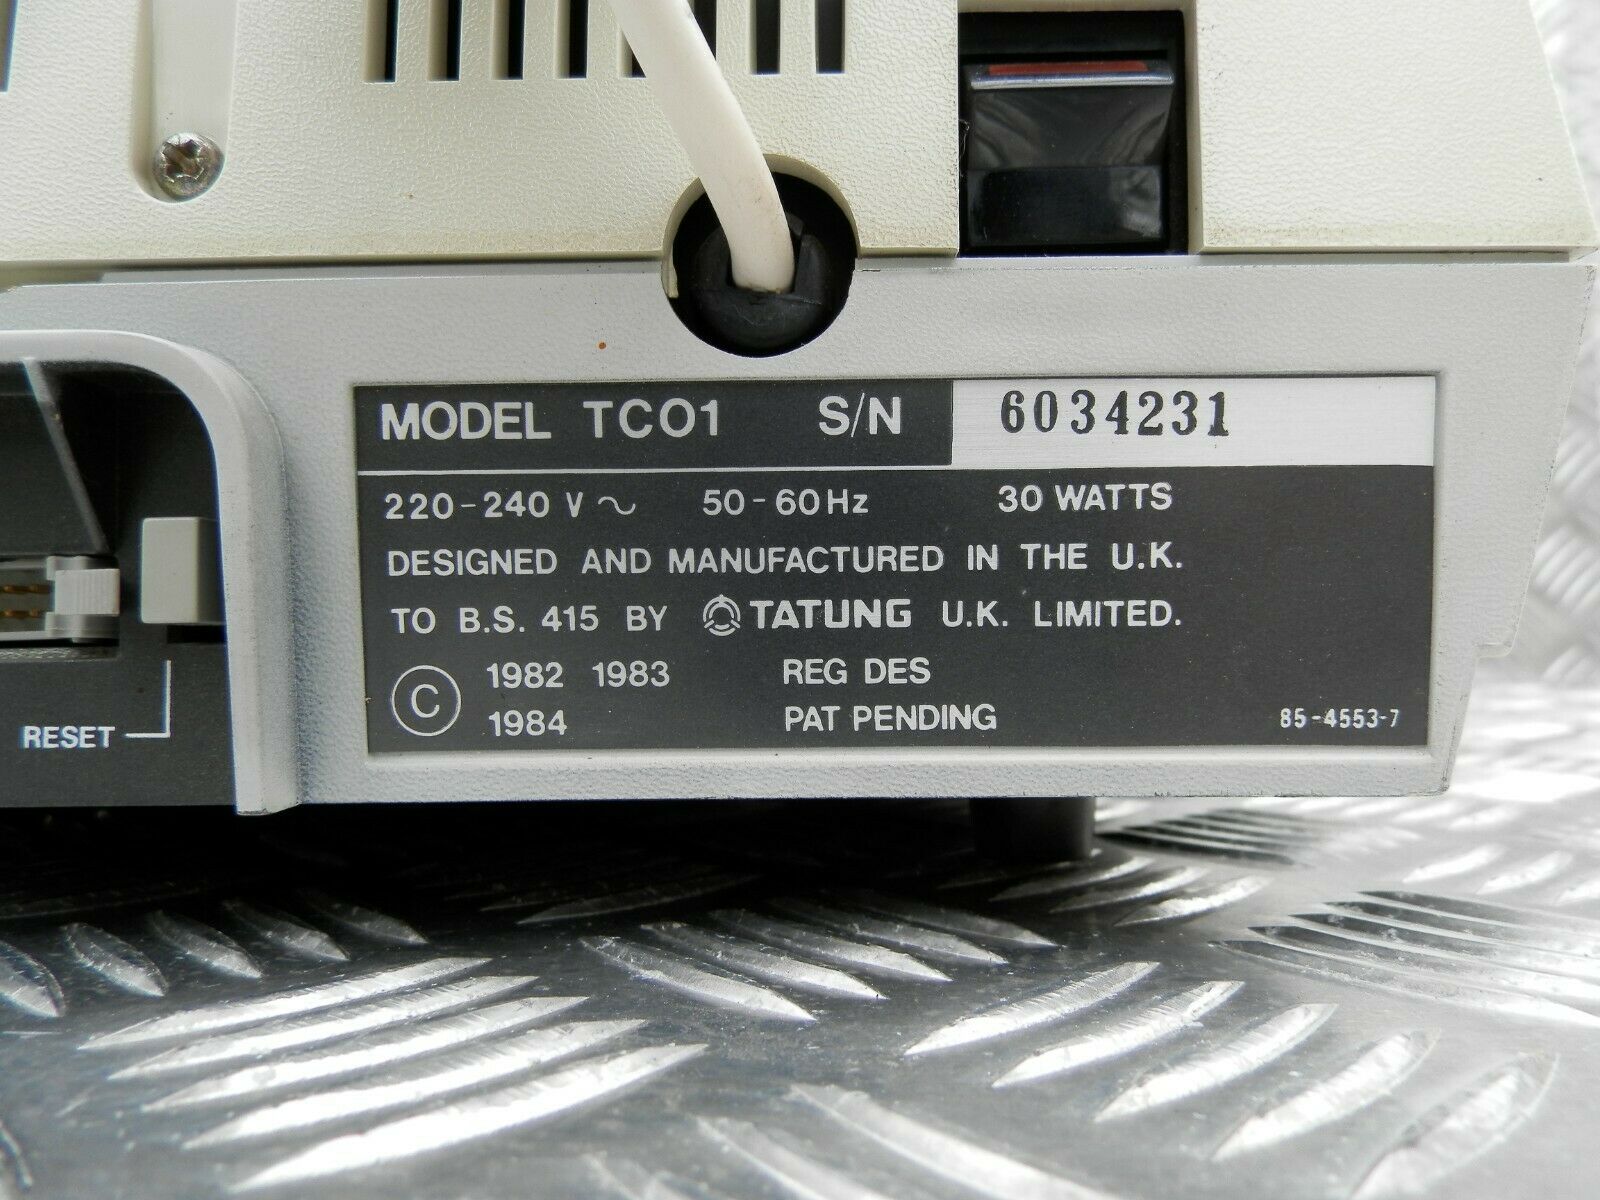 MODEL TC01 S/N 6034231
220-240 V ~ 50-60Hz 30 WATTS
DESIGNED AND MANUFACTURED IN THE U.K.
TO B.S. 415 BY TATUNG U.K. LIMITED.
© 1982 1983 REG DES
1984 PAT PENDING 85-4553-7
RESET